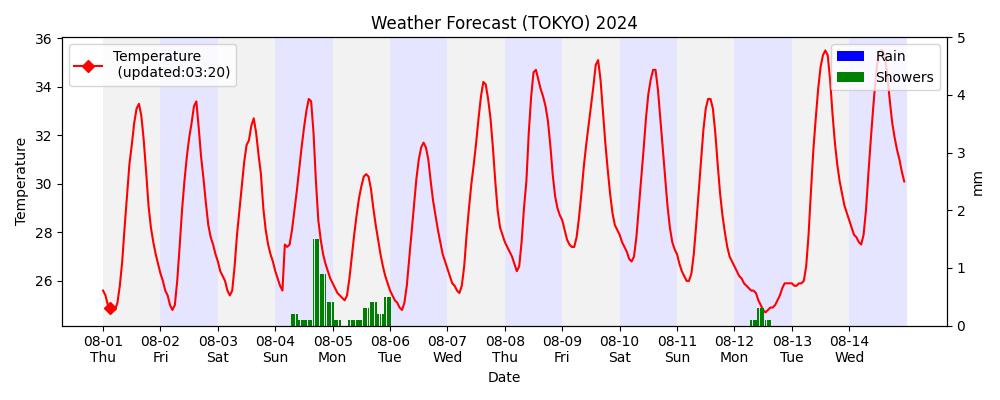 Weather Forecast (TOKYO) 2024
Temperature
(updated:03:20)
Rain
Showers
Temperature
36
34
32
30
28
26
5
4
3
2
1
0
mm
08-01 08-02 08-03 08-04 08-05 08-06 08-07 08-08 08-09 08-10 08-11 08-12 08-13 08-14
Thu Fri Sat Sun Mon Tue Wed Thu Fri Sat Sun Mon Tue Wed
Date